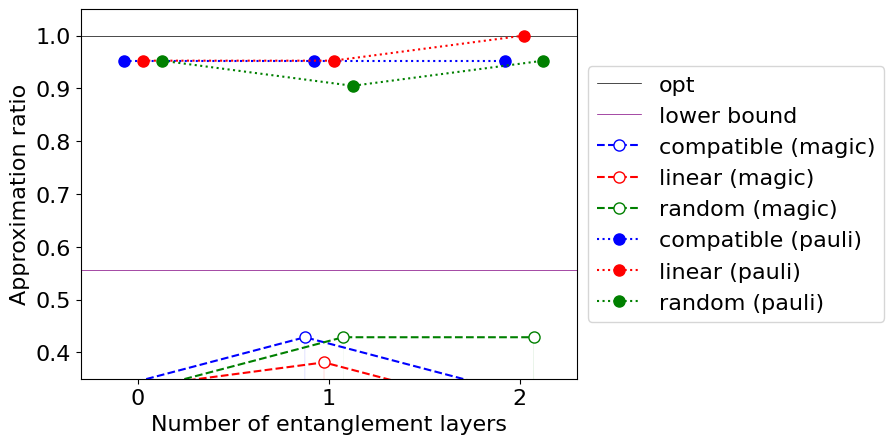 1.0
0.9
0.8
0.7
0.6
0.5
0.4
Approximation ratio
0
1
2
Number of entanglement layers
opt
lower bound
compatible (magic)
linear (magic)
random (magic)
compatible (pauli)
linear (pauli)
random (pauli)